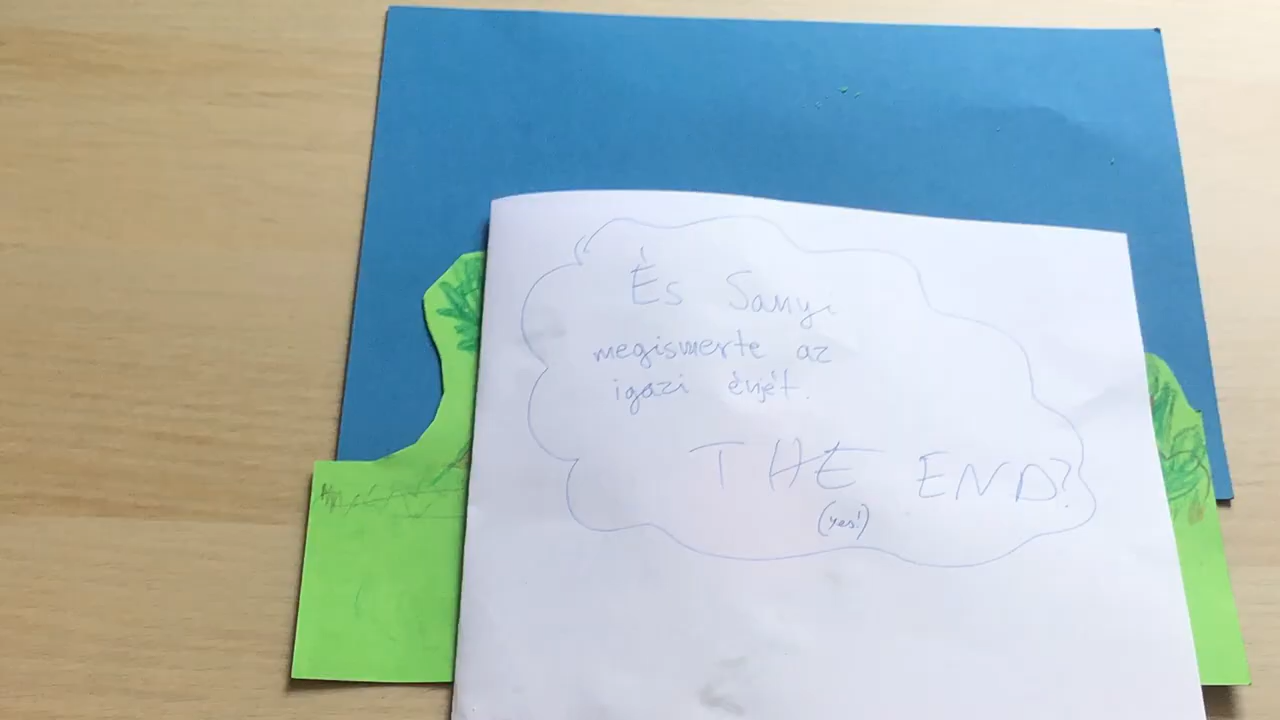 És Sanyi
megismerte az
igazi énjét.
THE END?
(yes!)